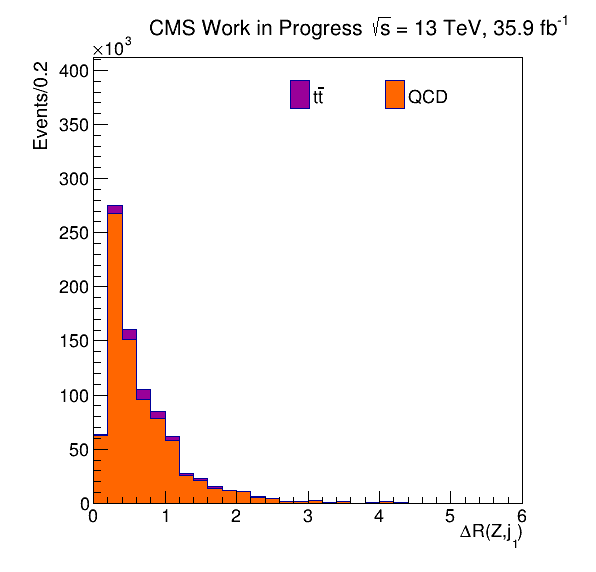 CMS Work in Progress √s = 13 TeV, 35.9 fb⁻¹
×10³
Events/0.2
tt̄
QCD
400
350
300
250
200
150
100
50
0
0 1 2 3 4 5 6
ΔR(Z,j₁)